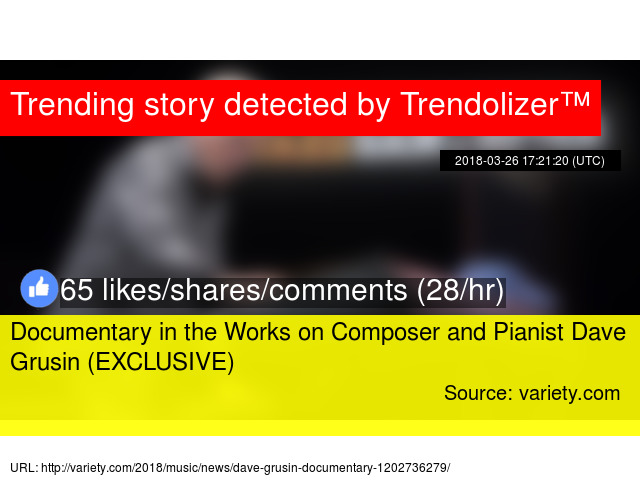 Trending story detected by Trendolizer™
2018-03-26 17:21:20 (UTC)
65 likes/shares/comments (28/hr)
Documentary in the Works on Composer and Pianist Dave
Grusin (EXCLUSIVE)
Source: variety.com
URL: http://variety.com/2018/music/news/dave-grusin-documentary-1202736279/